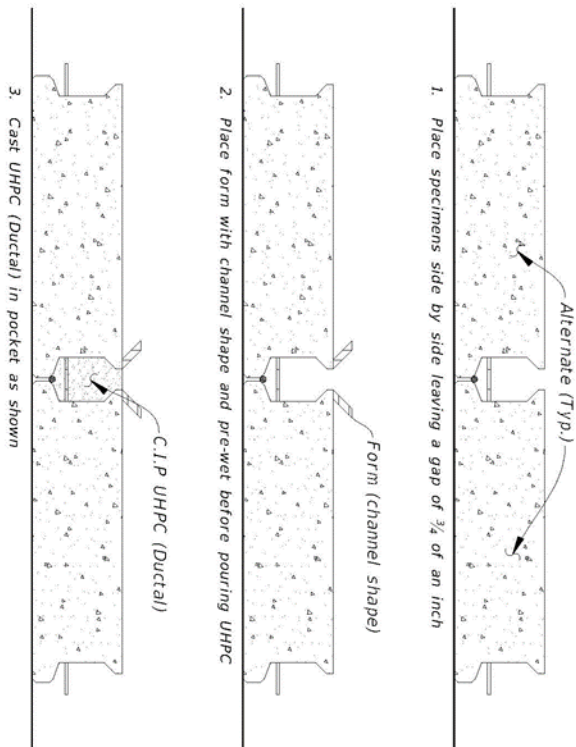 Alternate (Typ.)
1. Place specimens side by side leaving a gap of ¾ of an inch
Form (channel shape)
2. Place form with channel shape and pre-wet before pouring UHPC
C.I.P UHPC (Ductal)
3. Cast UHPC (Ductal) in pocket as shown